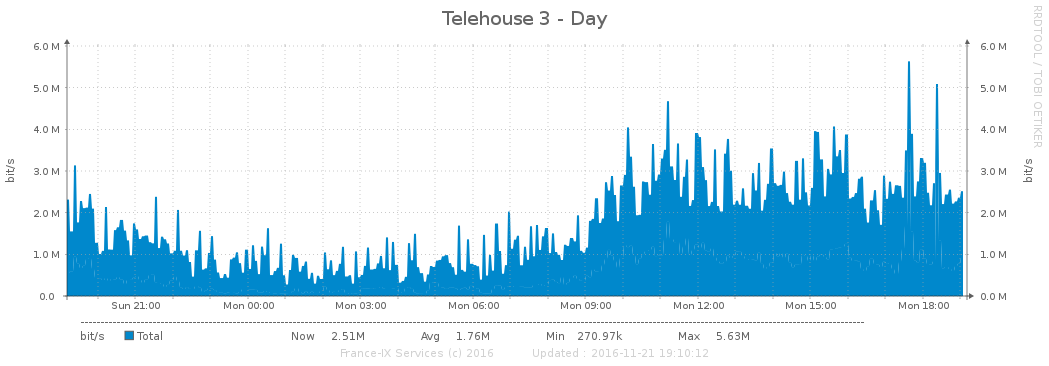 Telehouse 3 - Day
RRDTOOL / TOBI OETIKER
6.0 M 6.0 M
5.0 M 5.0 M
4.0 M 4.0 M
3.0 M 3.0 M
2.0 M 2.0 M
1.0 M 1.0 M
0.0 0.0 M
bit/s bit/s
Sun 21:00 Mon 00:00 Mon 03:00 Mon 06:00 Mon 09:00 Mon 12:00 Mon 15:00 Mon 18:00
bit/s Total Now 2.51M Avg 1.76M Min 270.97k Max 5.63M
France-IX Services (c) 2016 Updated : 2016-11-21 19:10:12